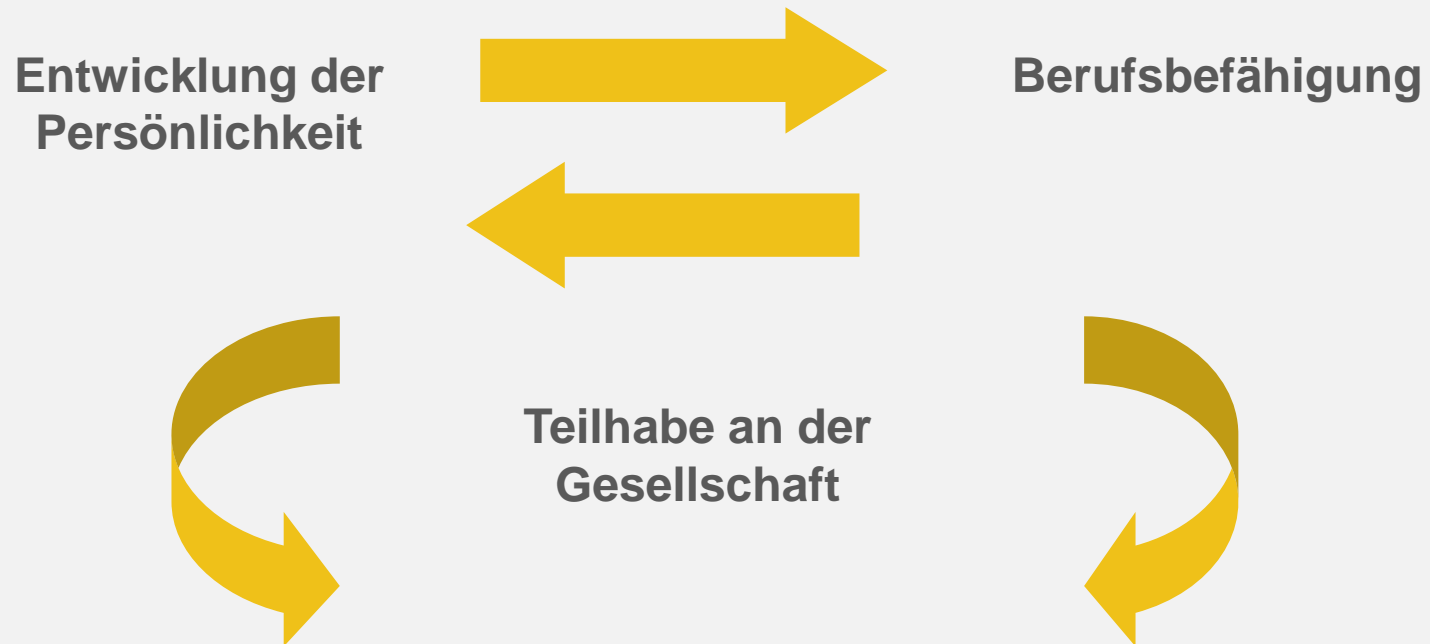 Entwicklung der
Persönlichkeit
Berufsbefähigung
Teilhabe an der
Gesellschaft